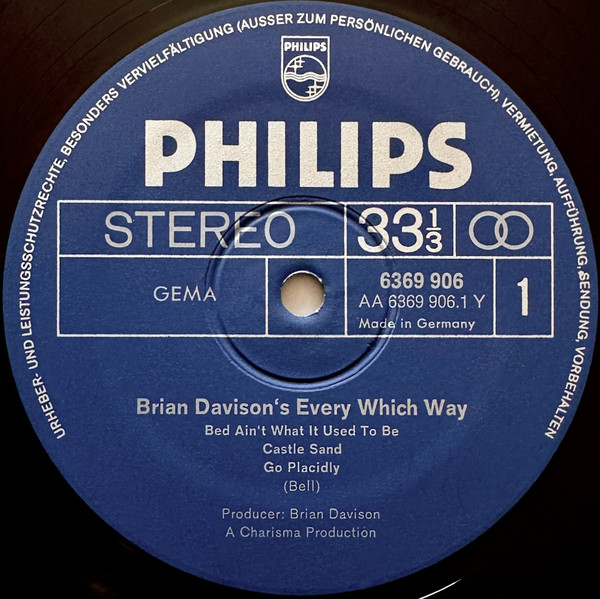 URHEBER- UND LEISTUNGSSCHUTZRECHTE, BESONDERS VERVIELFÄLTIGUNG (AUSSER ZUM PERSÖNLICHEN GEBRAUCH), VERMIETUNG, AUFFÜHRUNG, SENDUNG, VORBEHALTEN
PHILIPS
PHILIPS
STEREO 33 1/3
GEMA 6369 906 1
AA 6369 906.1 Y
Made in Germany
Brian Davison's Every Which Way
Bed Ain't What It Used To Be
Castle Sand
Go Placidly
(Bell)
Producer: Brian Davison
A Charisma Production